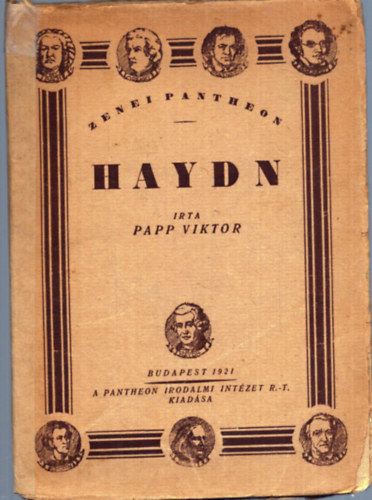 ZENEI PANTHEON
HAYDN
IRTA
PAPP VIKTOR
BUDAPEST 1921
A PANTHEON IRODALMI INTÉZET R.-T.
KIADÁSA